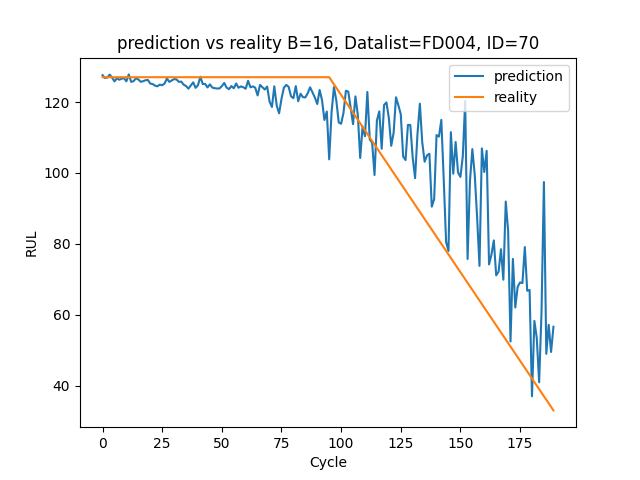 prediction vs reality B=16, Datalist=FD004, ID=70
prediction
reality
120
100
80
60
40
RUL
0 25 50 75 100 125 150 175
Cycle